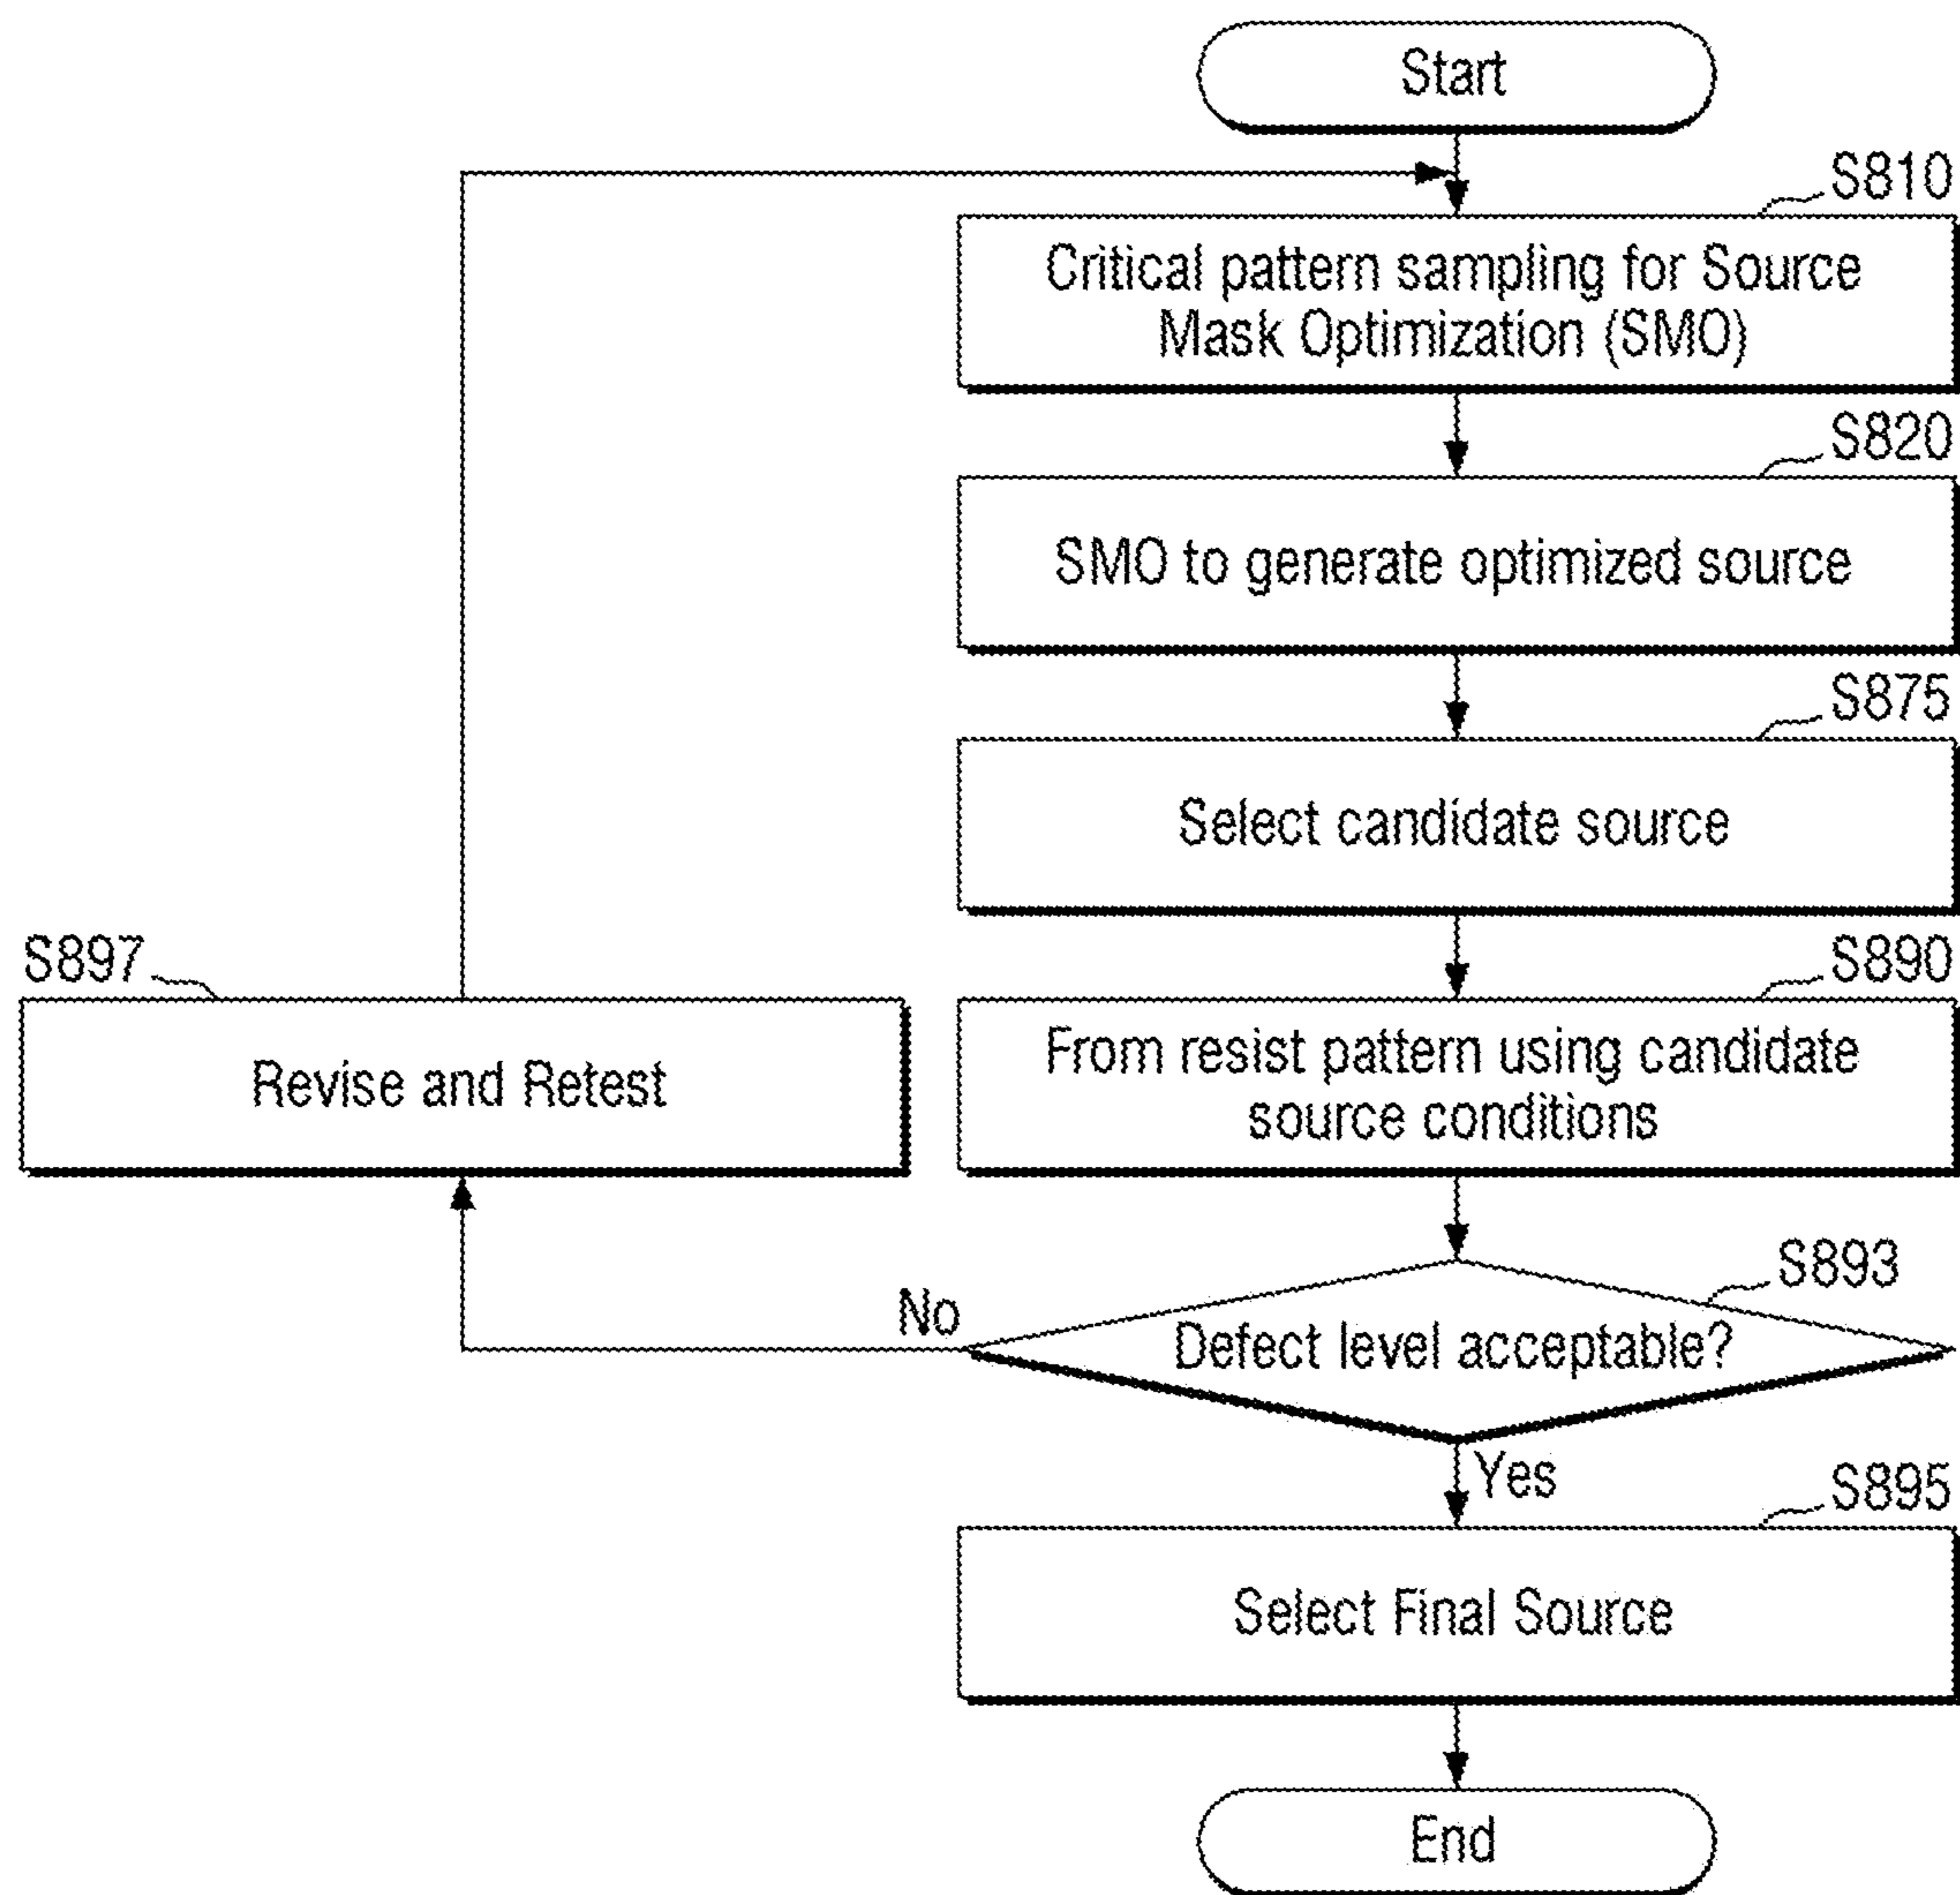 Start
S810
Critical pattern sampling for Source
Mask Optimization (SMO)
S820
SMO to generate optimized source
S875
Select candidate source
S897
Revise and Retest
S890
From resist pattern using candidate
source conditions
S893
No
Defect level acceptable?
Yes
S895
Select Final Source
End